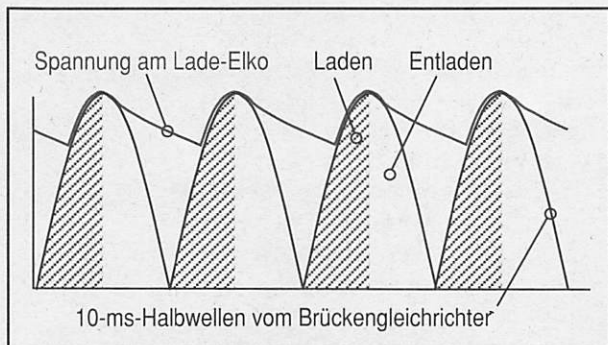 Spannung am Lade-Elko
Laden
Entladen
10-ms-Halbwellen vom Brückengleichrichter